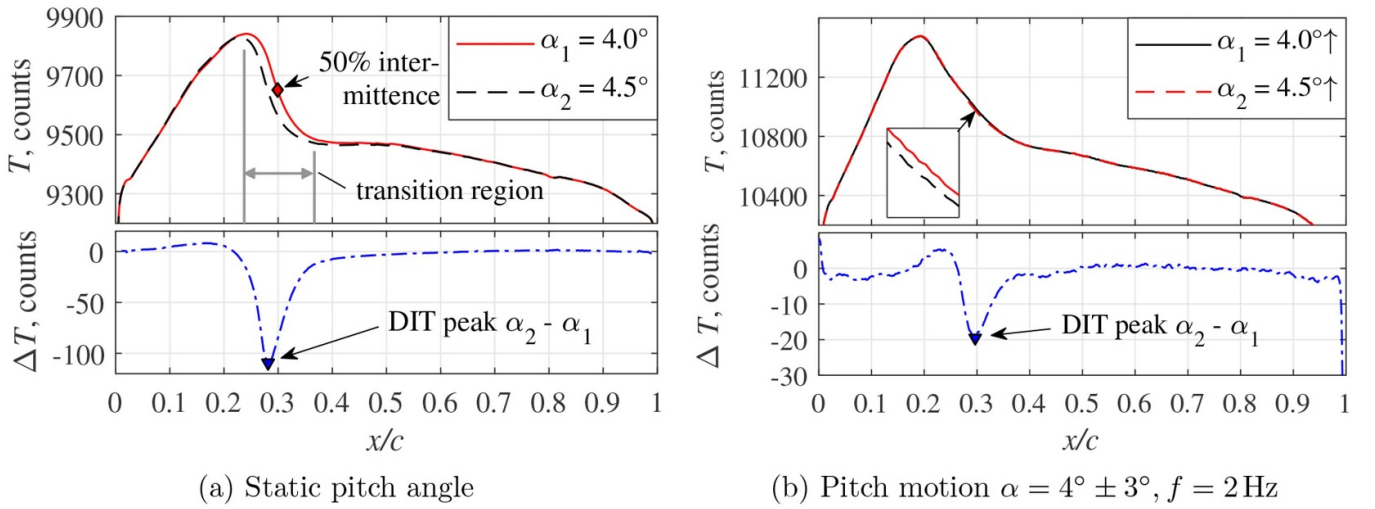 9900
9700
9500
9300
T, counts
50% inter-
mittence
α1 = 4.0°
α2 = 4.5°
transition region
0
-50
-100
ΔT, counts
DIT peak α2 - α1
0 0.1 0.2 0.3 0.4 0.5 0.6 0.7 0.8 0.9 1
x/c
(a) Static pitch angle
11200
10800
10400
T, counts
α1 = 4.0°↑
α2 = 4.5°↑
0
-10
-20
-30
Δ T, counts
DIT peak α2 - α1
0 0.1 0.2 0.3 0.4 0.5 0.6 0.7 0.8 0.9 1
x/c
(b) Pitch motion α = 4° ± 3°, f = 2 Hz